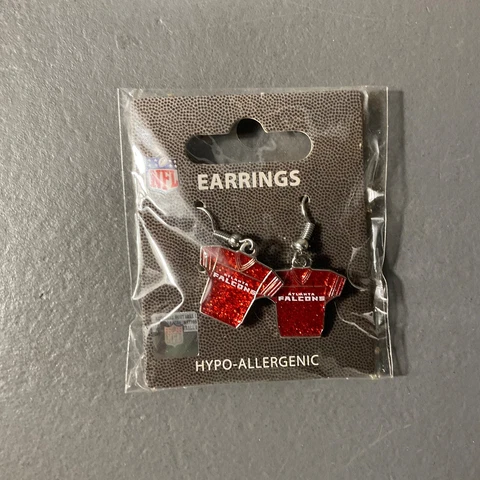 NFL
EARRINGS
ATLANTA
FALCONS
ATLANTA
FALCONS
HYPO-ALLERGENIC